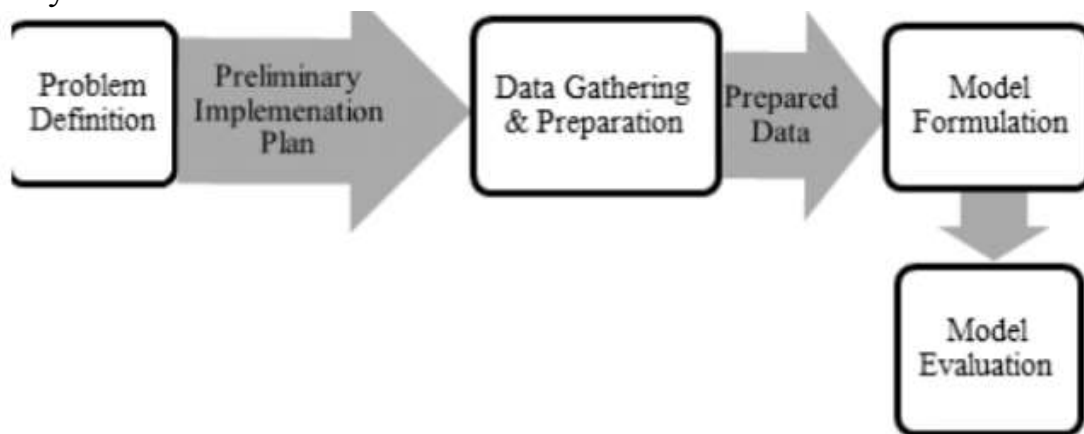 Problem
Definition
Preliminary
Implemenation
Plan
Data Gathering
& Preparation
Prepared
Data
Model
Formulation
Model
Evaluation